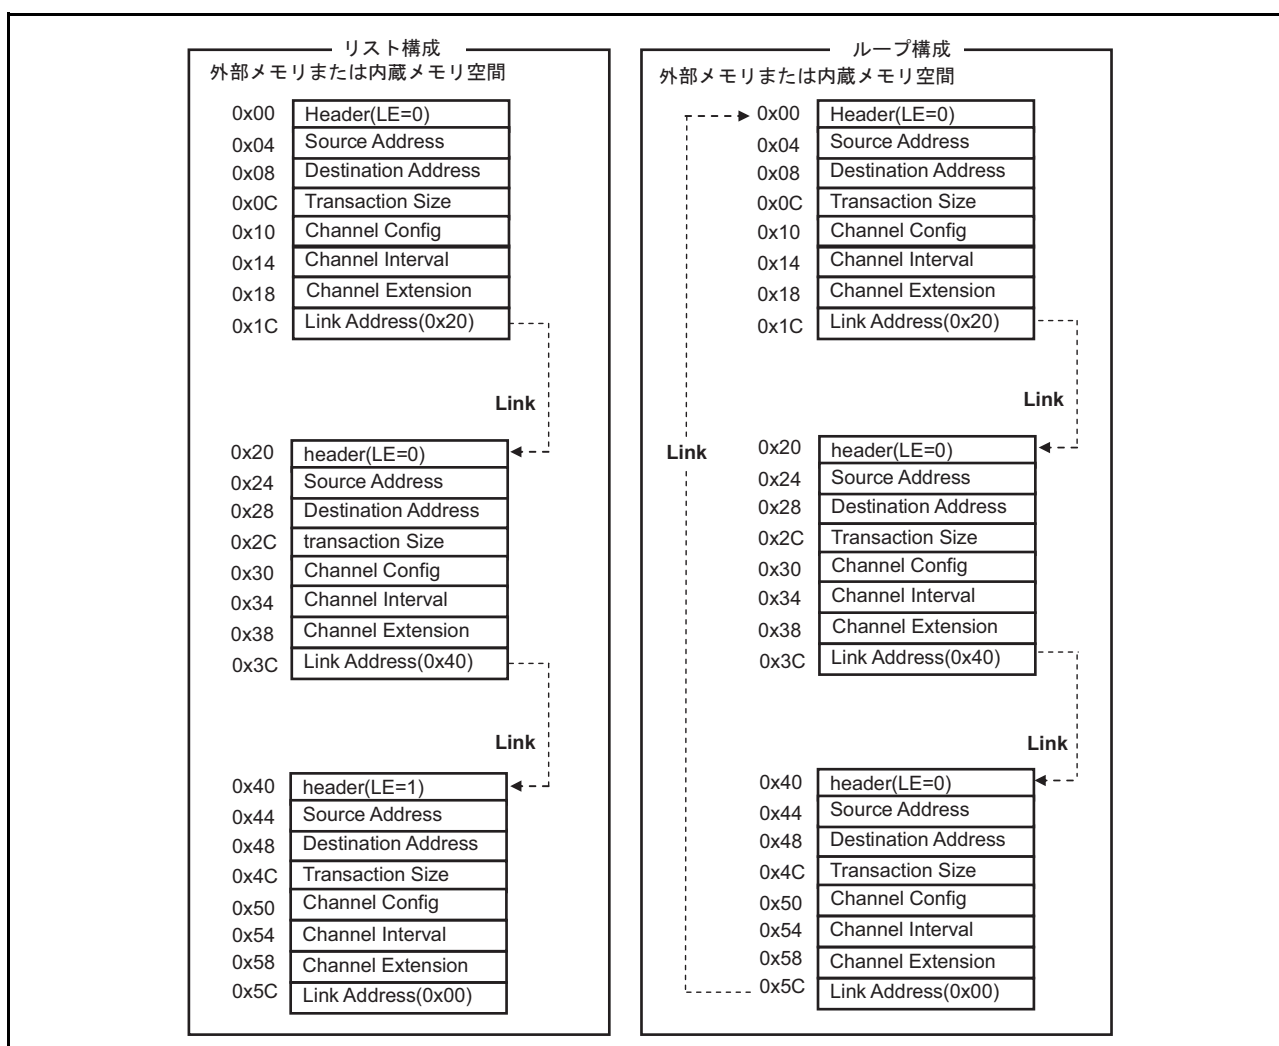 リスト構成
外部メモリまたは内蔵メモリ空間
0x00 Header(LE=0)
0x04 Source Address
0x08 Destination Address
0x0C Transaction Size
0x10 Channel Config
0x14 Channel Interval
0x18 Channel Extension
0x1C Link Address(0x20)
Link
0x20 header(LE=0)
0x24 Source Address
0x28 Destination Address
0x2C transaction Size
0x30 Channel Config
0x34 Channel Interval
0x38 Channel Extension
0x3C Link Address(0x40)
Link
0x40 header(LE=1)
0x44 Source Address
0x48 Destination Address
0x4C Transaction Size
0x50 Channel Config
0x54 Channel Interval
0x58 Channel Extension
0x5C Link Address(0x00)
ループ構成
外部メモリまたは内蔵メモリ空間
0x00 Header(LE=0)
0x04 Source Address
0x08 Destination Address
0x0C Transaction Size
0x10 Channel Config
0x14 Channel Interval
0x18 Channel Extension
0x1C Link Address(0x20)
Link
Link
0x20 header(LE=0)
0x24 Source Address
0x28 Destination Address
0x2C Transaction Size
0x30 Channel Config
0x34 Channel Interval
0x38 Channel Extension
0x3C Link Address(0x40)
Link
0x40 header(LE=0)
0x44 Source Address
0x48 Destination Address
0x4C Transaction Size
0x50 Channel Config
0x54 Channel Interval
0x58 Channel Extension
0x5C Link Address(0x00)